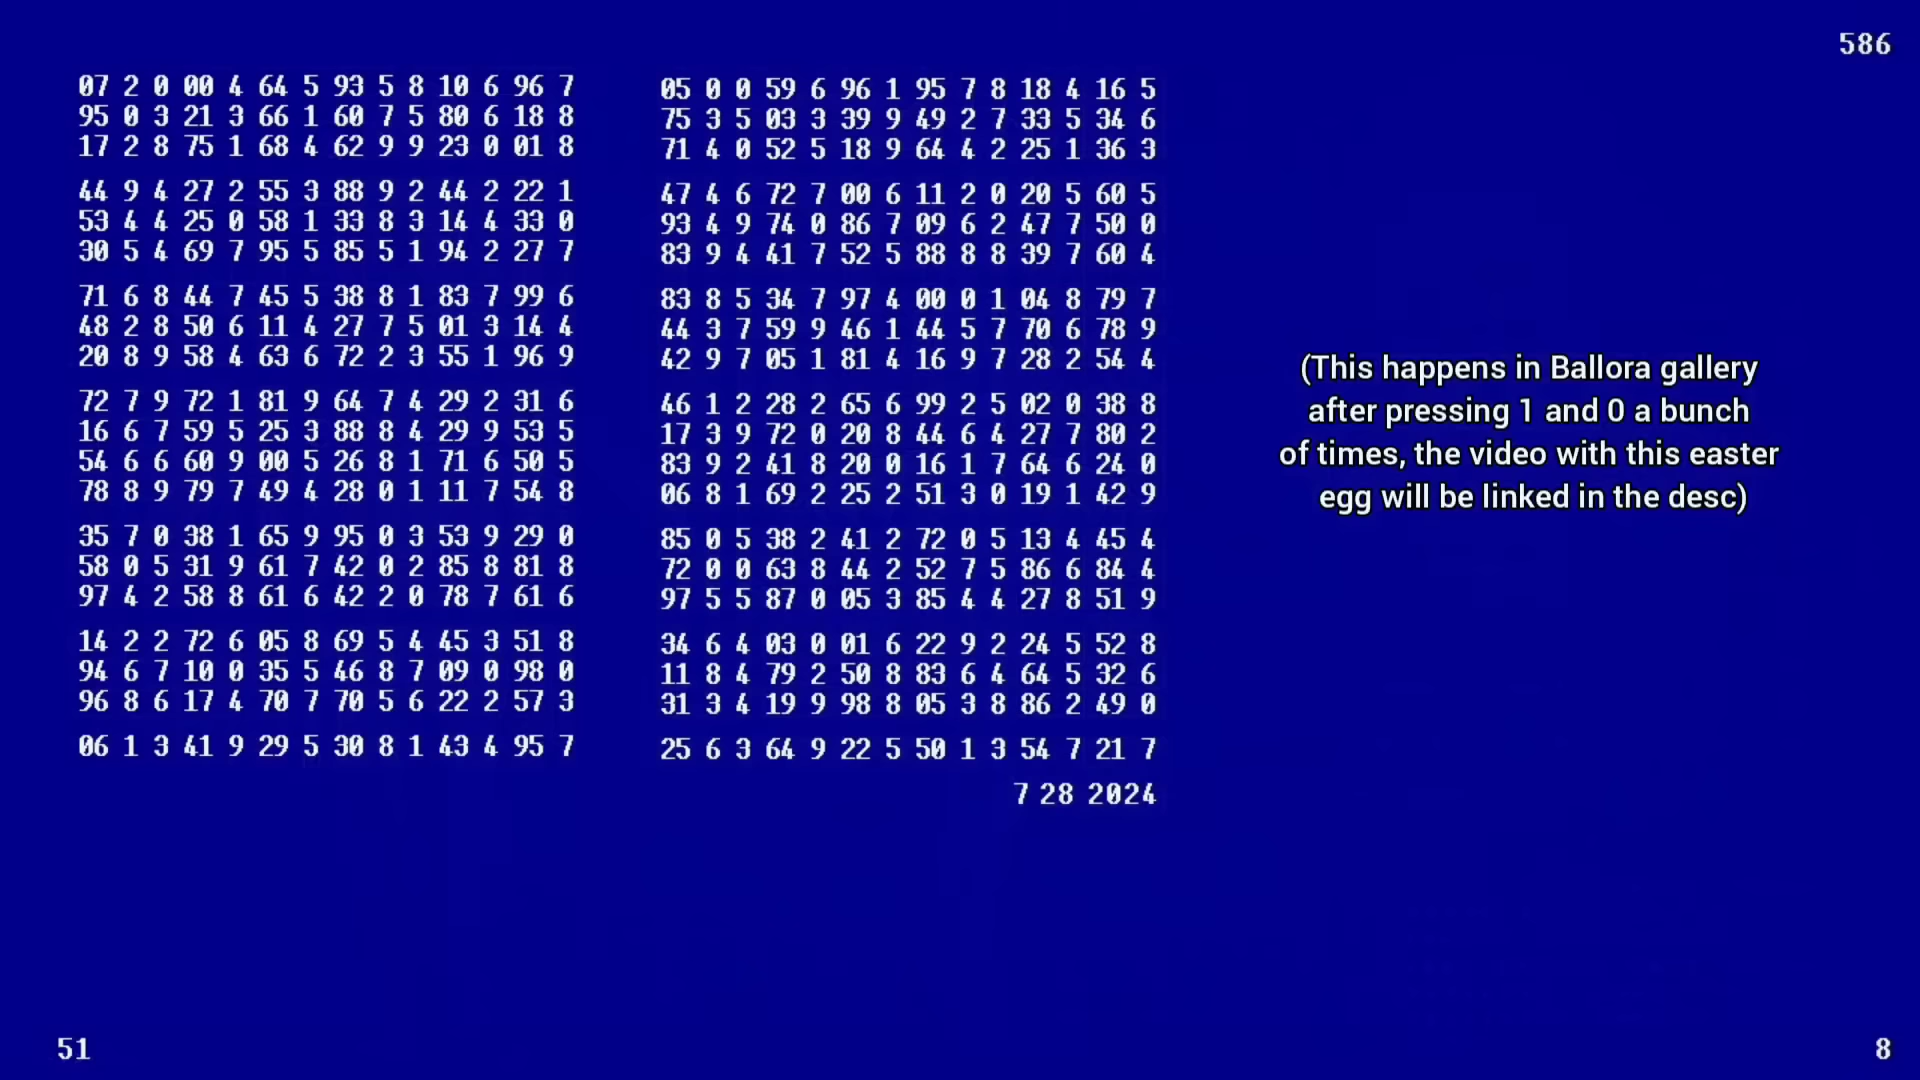 586
07 2 0 00 4 64 5 93 5 8 10 6 96 7
95 0 3 21 3 66 1 60 7 5 80 6 18 8
17 2 8 75 1 68 4 62 9 9 23 0 01 8
44 9 4 27 2 55 3 88 9 2 44 2 22 1
53 4 4 25 0 58 1 33 8 3 14 4 33 0
30 5 4 69 7 95 5 85 5 1 94 2 27 7
71 6 8 44 7 45 5 38 8 1 83 7 99 6
48 2 8 50 6 11 4 27 7 5 01 3 14 4
20 8 9 58 4 63 6 72 2 3 55 1 96 9
72 7 9 72 1 81 9 64 7 4 29 2 31 6
16 6 7 59 5 25 3 88 8 4 29 9 53 5
54 6 6 60 9 00 5 26 8 1 71 6 50 5
78 8 9 79 7 49 4 28 0 1 11 7 54 8
35 7 0 38 1 65 9 95 0 3 53 9 29 0
58 0 5 31 9 61 7 42 0 2 85 8 81 8
97 4 2 58 8 61 6 42 2 0 78 7 61 6
14 2 2 72 6 05 8 69 5 4 45 3 51 8
94 6 7 10 0 35 5 46 8 7 09 0 98 0
96 8 6 17 4 70 7 70 5 6 22 2 57 3
06 1 3 41 9 29 5 30 8 1 43 4 95 7
05 0 0 59 6 96 1 95 7 8 18 4 16 5
75 3 5 03 3 39 9 49 2 7 33 5 34 6
71 4 0 52 5 18 9 64 4 2 25 1 36 3
47 4 6 72 7 00 6 11 2 0 20 5 60 5
93 4 9 74 0 86 7 09 6 2 47 7 50 0
83 9 4 41 7 52 5 88 8 8 39 7 60 4
83 8 5 34 7 97 4 00 0 1 04 8 79 7
44 3 7 59 9 46 1 44 5 7 70 6 78 9
42 9 7 05 1 81 4 16 9 7 28 2 54 4
46 1 2 28 2 65 6 99 2 5 02 0 38 8
17 3 9 72 0 20 8 44 6 4 27 7 80 2
83 9 2 41 8 20 0 16 1 7 64 6 24 0
06 8 1 69 2 25 2 51 3 0 19 1 42 9
85 0 5 38 2 41 2 72 0 5 13 4 45 4
72 0 0 63 8 44 2 52 7 5 86 6 84 4
97 5 5 87 0 05 3 85 4 4 27 8 51 9
34 6 4 03 0 01 6 22 9 2 24 5 52 8
11 8 4 79 2 50 8 83 6 4 64 5 32 6
31 3 4 19 9 98 8 05 3 8 86 2 49 0
25 6 3 64 9 22 5 50 1 3 54 7 21 7
7 28 2024
(This happens in Ballora gallery
after pressing 1 and 0 a bunch
of times, the video with this easter
egg will be linked in the desc)
51
8